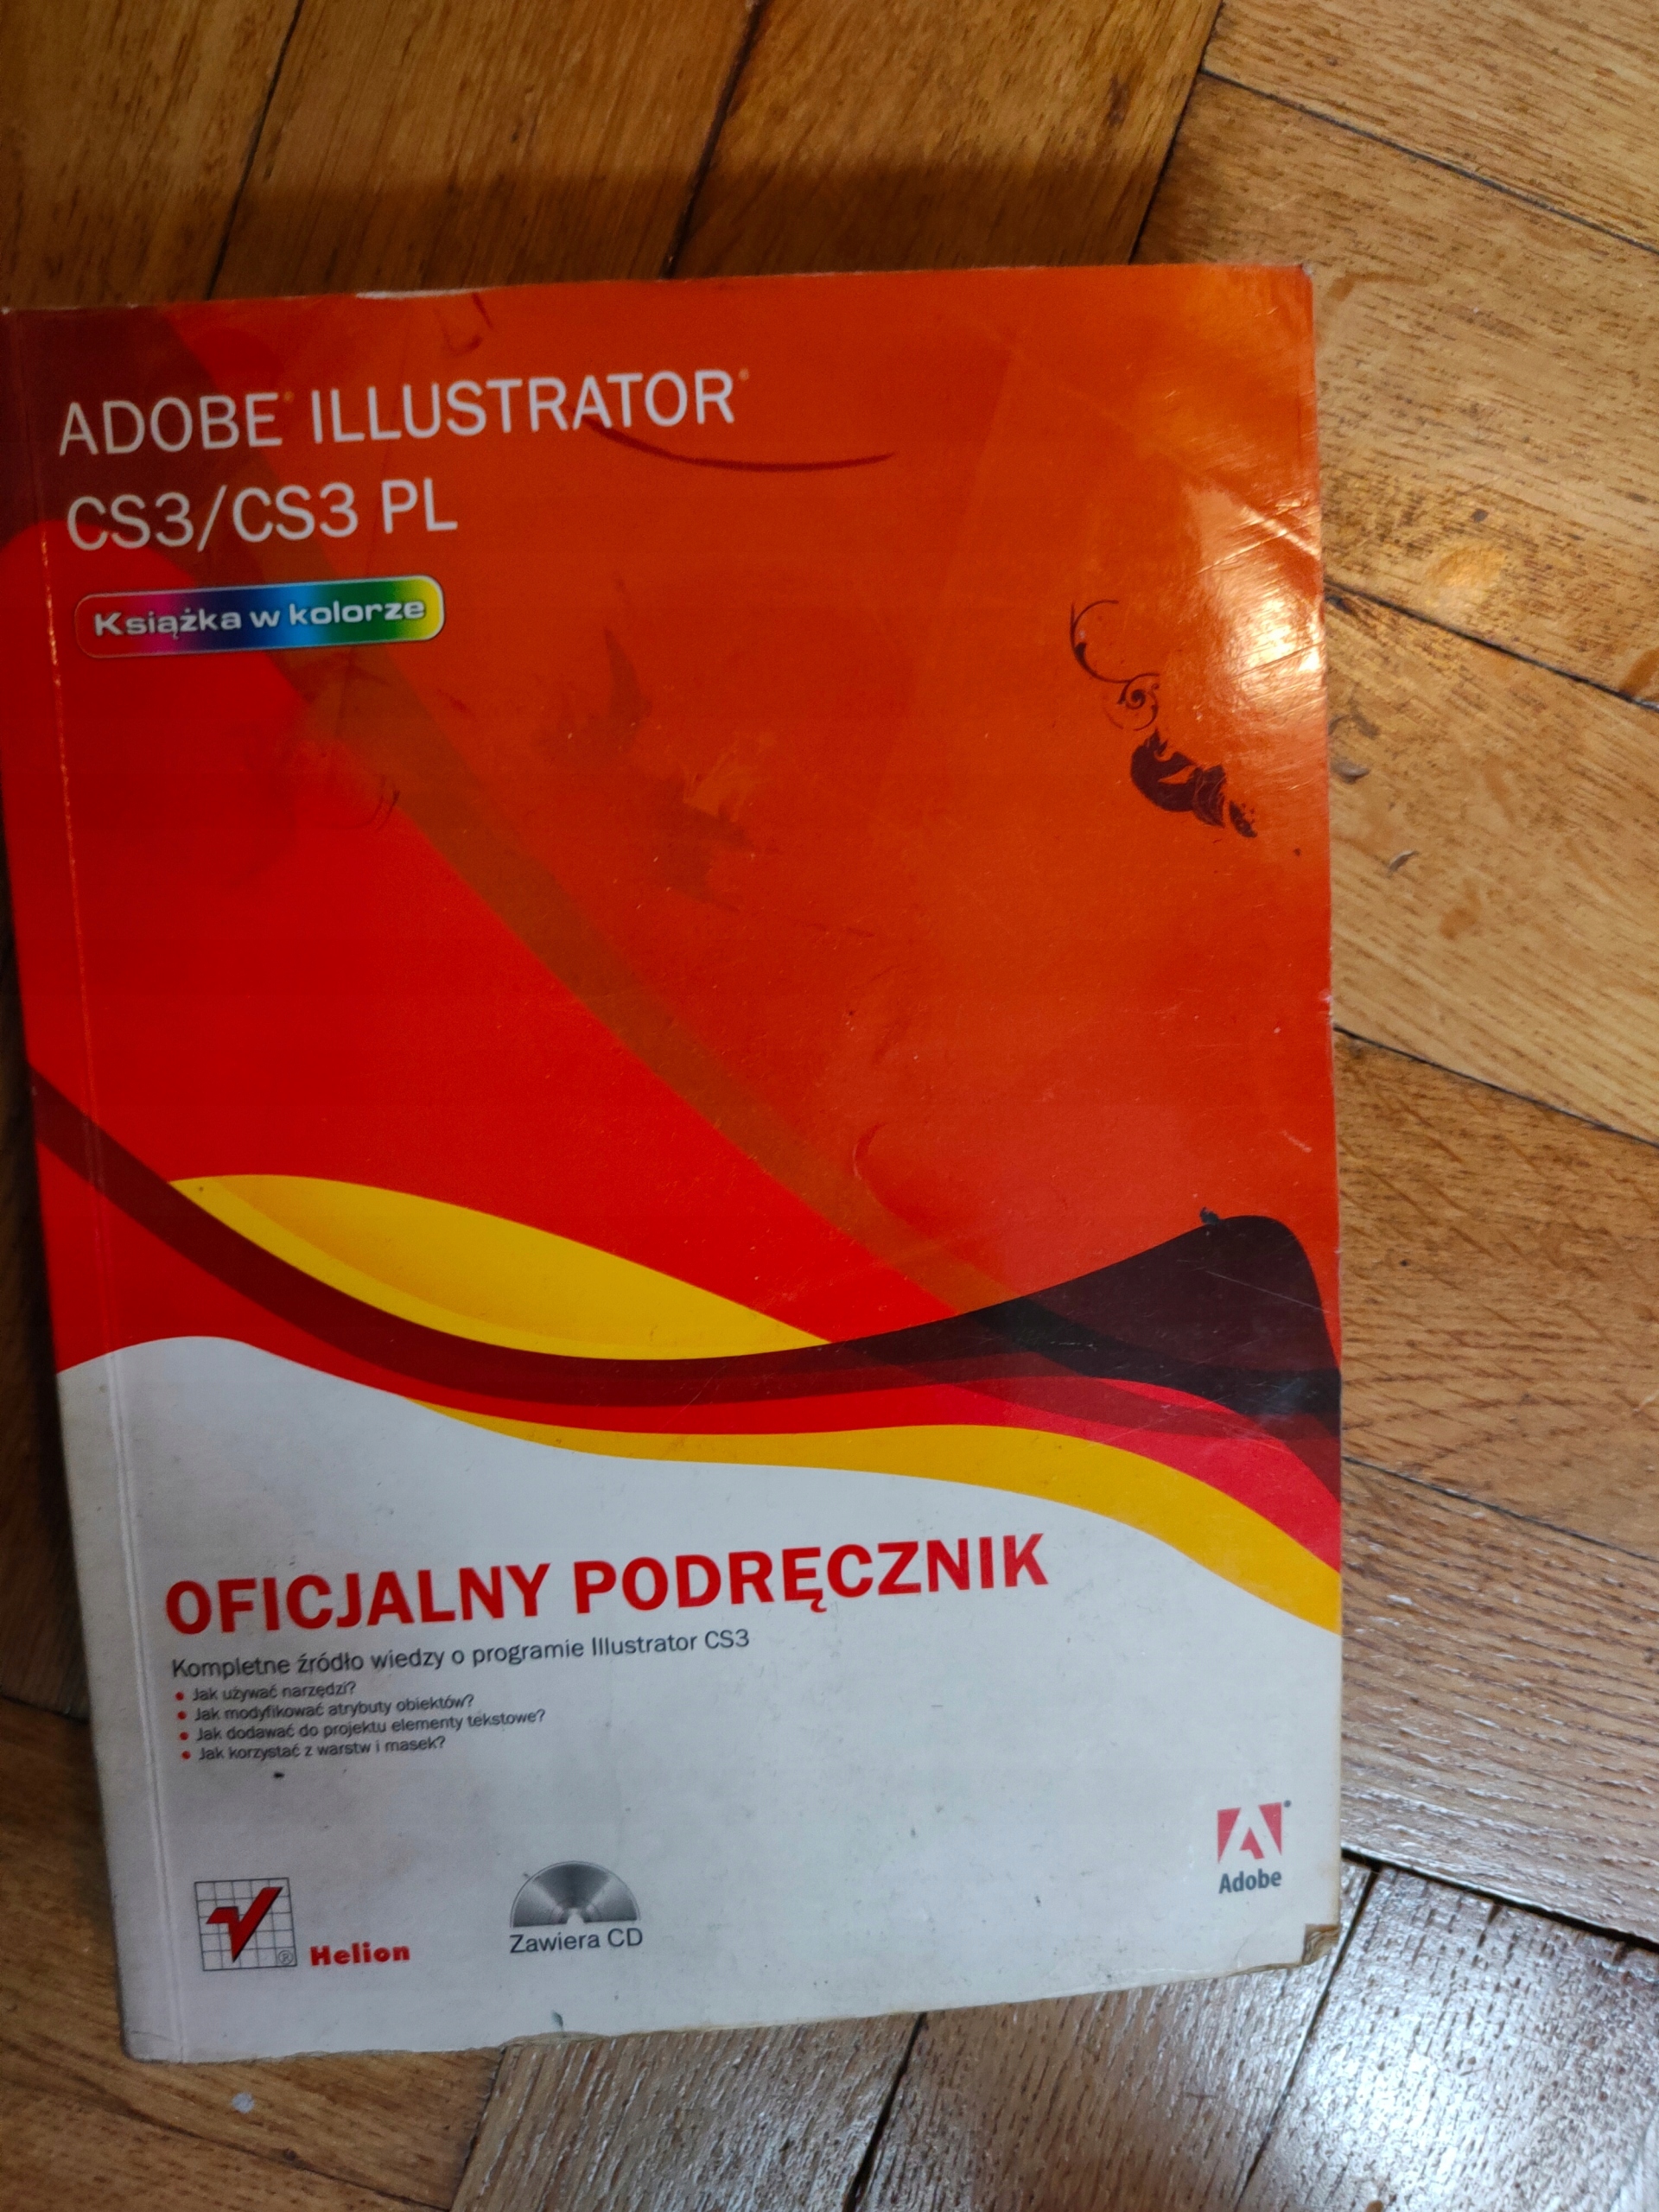 ADOBE® ILLUSTRATOR®
CS3/CS3 PL
Książka w kolorze
OFICJALNY PODRĘCZNIK
Kompletne źródło wiedzy o programie Illustrator CS3
• Jak używać narzędzi?
• Jak modyfikować atrybuty obiektów?
• Jak dodawać do projektu elementy tekstowe?
• Jak korzystać z warstw i masek?
Adobe
® Helion
Zawiera CD